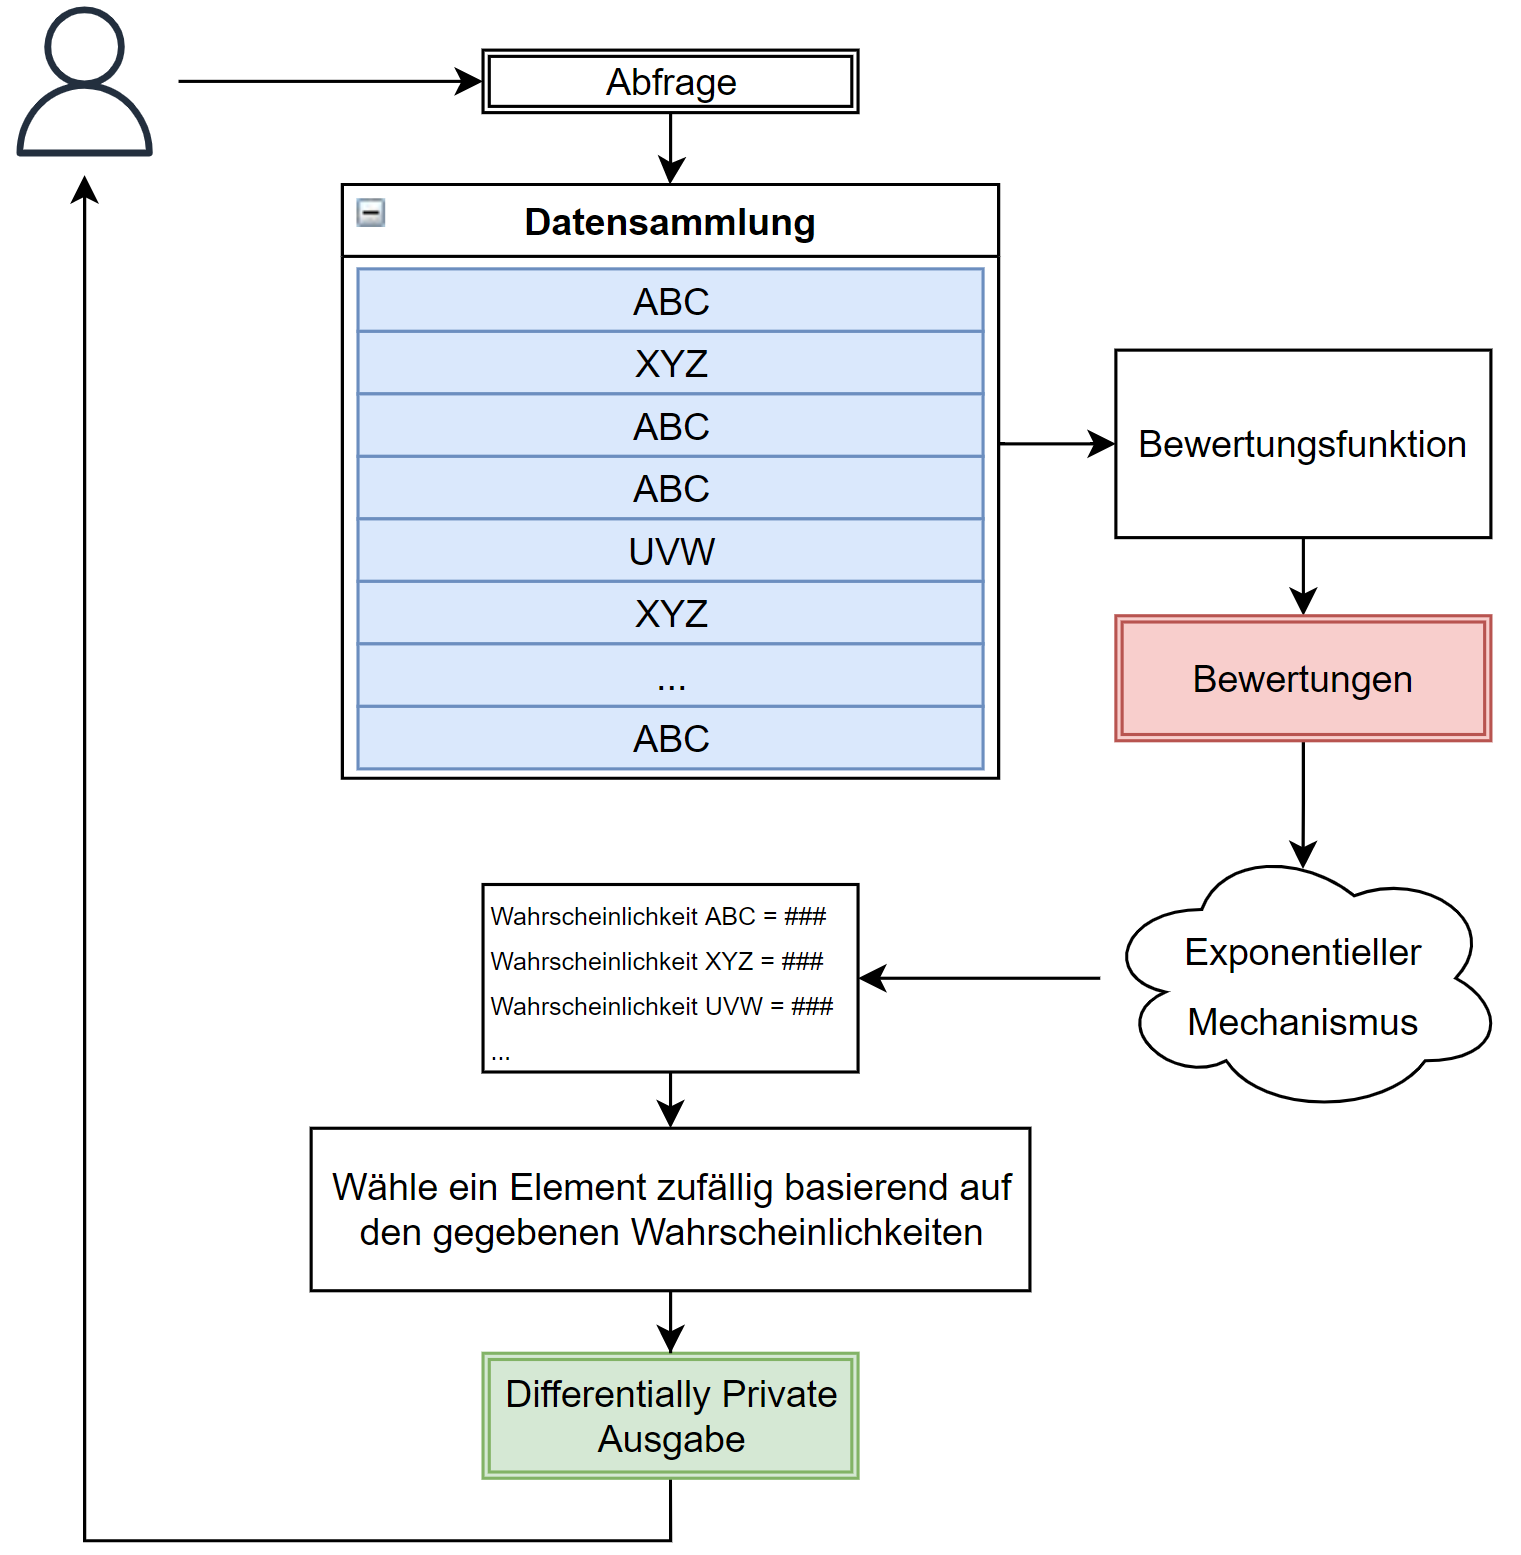 Abfrage
Datensammlung
ABC
XYZ
ABC
ABC
UVW
XYZ
...
ABC
Bewertungsfunktion
Bewertungen
Exponentieller
Mechanismus
Wahrscheinlichkeit ABC = ###
Wahrscheinlichkeit XYZ = ###
Wahrscheinlichkeit UVW = ###
...
Wähle ein Element zufällig basierend auf
den gegebenen Wahrscheinlichkeiten
Differentially Private
Ausgabe